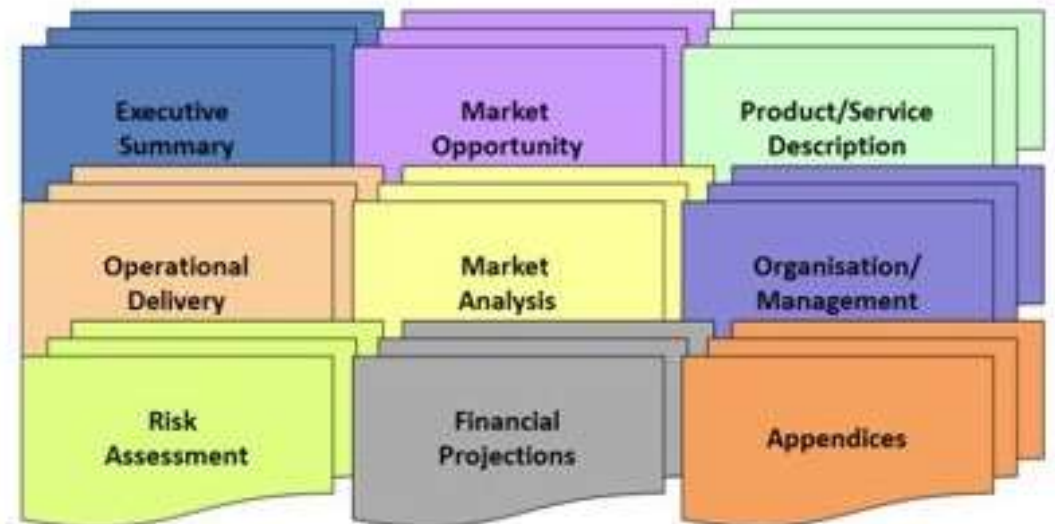 Executive
Summary
Market
Opportunity
Product/Service
Description
Operational
Delivery
Market
Analysis
Organisation/
Management
Risk
Assessment
Financial
Projections
Appendices